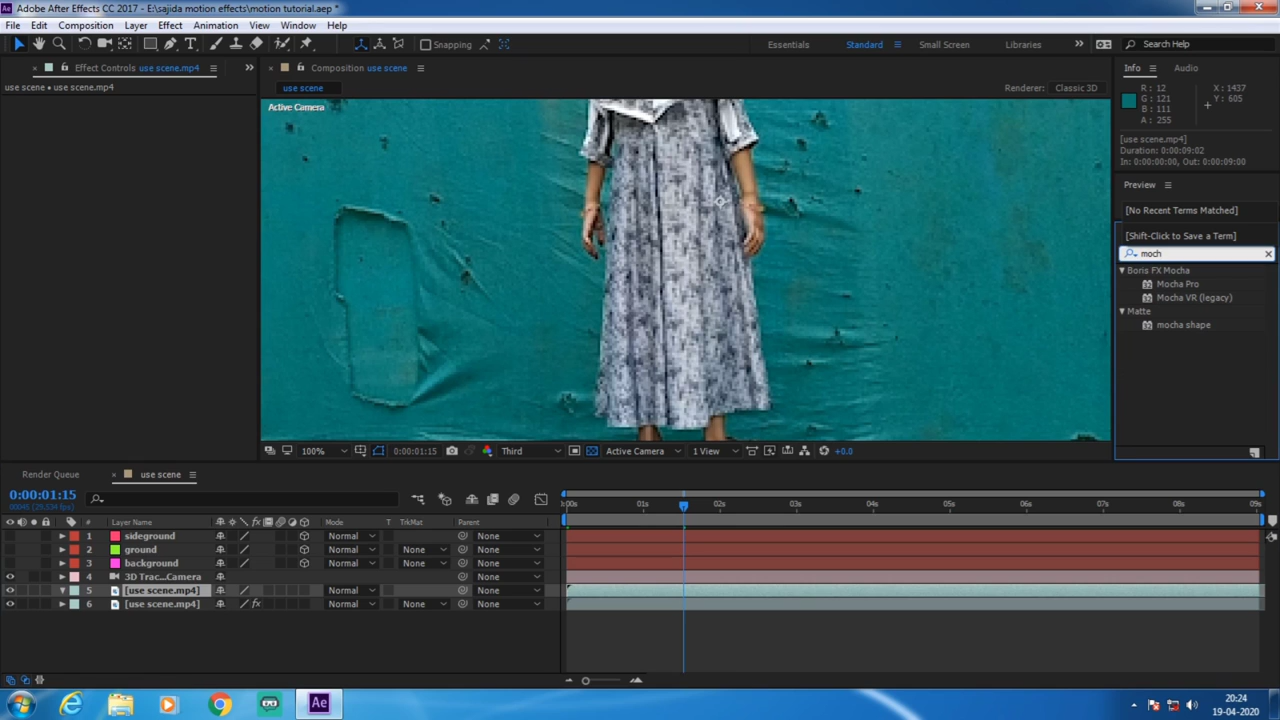 Adobe After Effects CC 2017 - E:\sajida motion effects\motion tutorial.aep *
File Edit Composition Layer Effect Animation View Window Help
Snapping
Essentials Standard Small Screen Libraries
Search Help
Effect Controls use scene.mp4
Composition use scene
Info Audio
use scene • use scene.mp4
use scene
Renderer: Classic 3D
Active Camera
R : 12
G : 121
B : 111
A : 255
X : 1437
Y : 605
[use scene.mp4]
Duration: 0:00:09:02
In: 0:00:00:00, Out: 0:00:09:00
Preview
[No Recent Terms Matched]
[Shift-Click to Save a Term]
moch
Boris FX Mocha
Mocha Pro
Mocha VR (legacy)
Matte
mocha shape
100% 0:00:01:15 Third Active Camera 1 View +0.0
Render Queue use scene
0:00:01:15
00045 (29.334 fps)
:00s 01s 02s 03s 04s 05s 06s 07s 08s 09s
# Layer Name Mode T TrkMat Parent
1 sideground Normal None
2 ground Normal None None
3 background Normal None None
4 3D Trac...Camera None
5 [use scene.mp4] Normal None
6 [use scene.mp4] Normal None None
Ae
20:24
19-04-2020